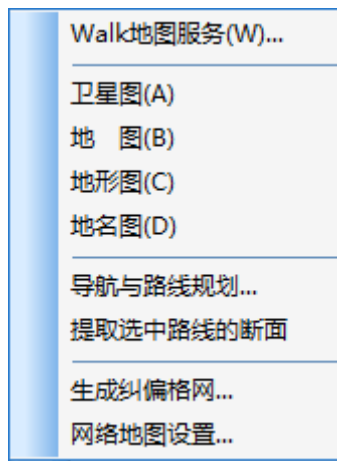 Walk地图服务(W)...
卫星图(A)
地　图(B)
地形图(C)
地名图(D)
导航与路线规划...
提取选中路线的断面
生成纠偏格网...
网络地图设置...